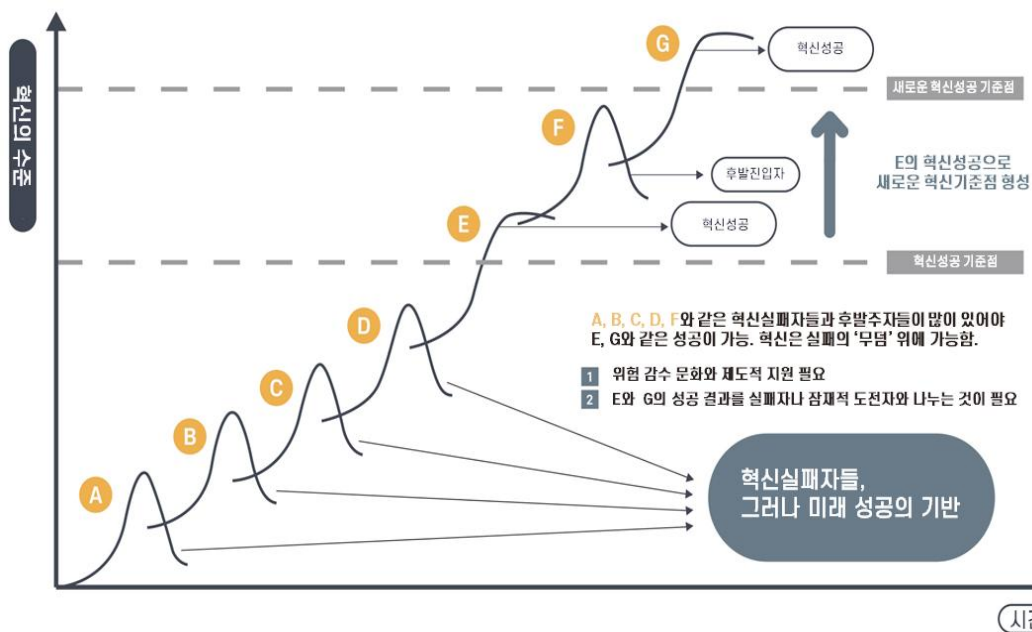 혁신의 수준
G
혁신성공
새로운 혁신성공 기준점
F
E의 혁신성공으로
새로운 혁신기준점 형성
후발진입자
E
혁신성공
혁신성공 기준점
D
A, B, C, D, F와 같은 혁신실패자들과 후발주자들이 많이 있어야
E, G와 같은 성공이 가능. 혁신은 실패의 ‘무덤’ 위에 가능함.
C
1 위험 감수 문화와 제도적 지원 필요
2 E와 G의 성공 결과를 실패자나 잠재적 도전자와 나누는 것이 필요
B
A
혁신실패자들,
그러나 미래 성공의 기반